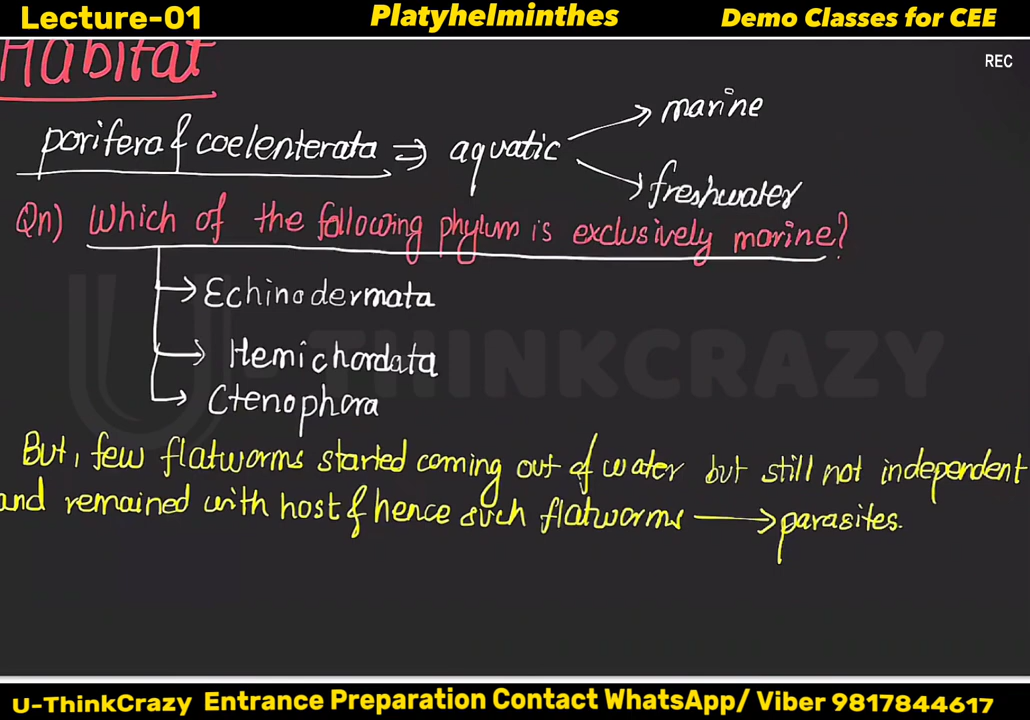 Lecture-01 Platyhelminthes Demo Classes for CEE
Habitat
REC
marine
porifera & coelenterata ⇒ aquatic
freshwater
Qn) Which of the following phylum is exclusively marine?
→ Echinodermata
→ Hemichordata
→ Ctenophora
U-THINKCRAZY
But, few flatworms started coming out of water but still not independent
and remained with host & hence such flatworms → parasites.
U-ThinkCrazy Entrance Preparation Contact WhatsApp/ Viber 9817844617